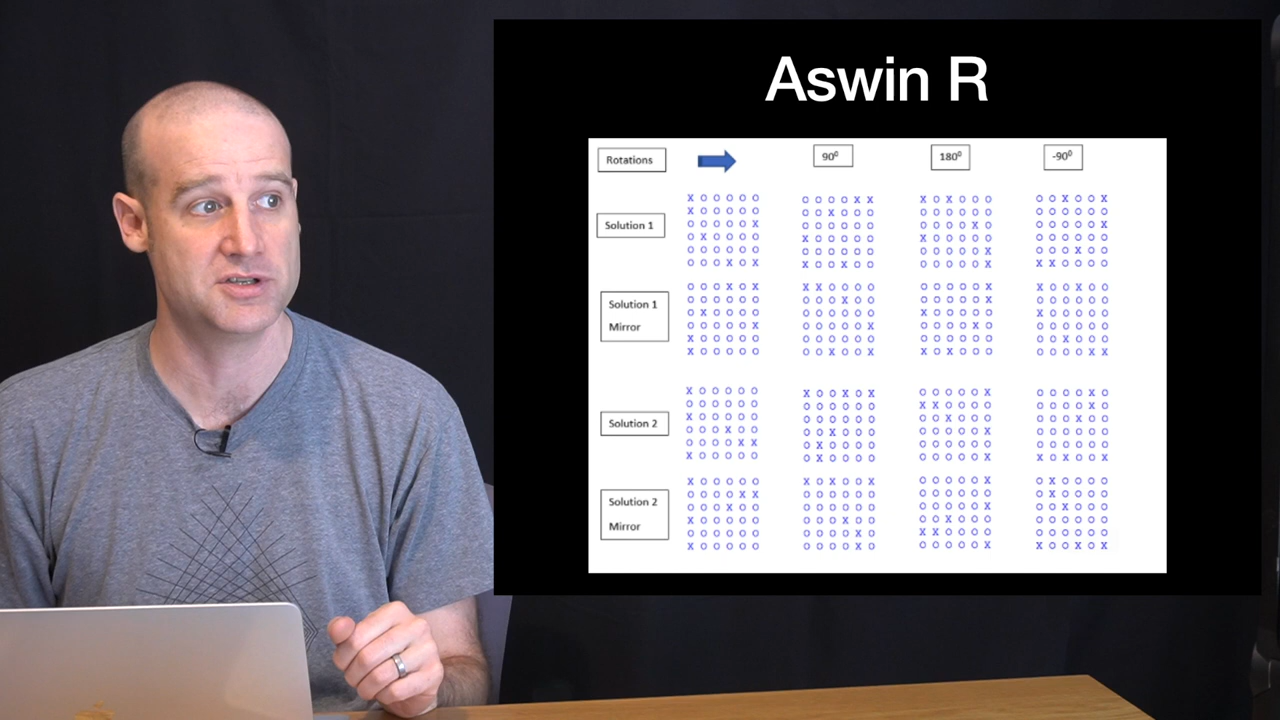 Aswin R
Rotations 90⁰ 180⁰ -90⁰
Solution 1
X O O O O O O O O O X X X O X O O O O O X O O X
X O O O O O O O X O O O O O O O O O O O O O O O
O O O O O X O O O O O O O O O O X O O O O O O X
O X O O O O X O O O O O X O O O O O O O O O O O
O O O O O O O O O O O O O O O O O X O O O X O O
O O O X O X X O O X O O O O O O O X X X O O O O
Solution 1
Mirror
O O O X O X X X O O O O O O O O O X X O O X O O
O O O O O O O O O X O O O O O O O X O O O O O O
O X O O O O O O O O O O X O O O O O X O O O O O
O O O O O X O O O O O X O O O O X O O O O O O O
X O O O O O O O O O O O O O O O O O O O X O O O
X O O O O O O O X O O X X O X O O O O O O O X X
Solution 2
X O O O O O X O O X O X O O O O O X O O O O X O
O O O O O O O O O O O O X X O O O O O O O O X O
X O O O O O O O O O O O O O X O O O O O O X O O
O O O X O O O O X O O O O O O O O X O O O O O O
O O O O X X O X O O O O O O O O O O O O O O O O
X O O O O O O X O O O O O O O O O X X O X O O X
Solution 2
Mirror
X O O O O O X O X O O X O O O O O X O X O O O O
O O O O X X O O O O O O O O O O O O O X O O O O
O O O X O O O O O O O O O O O O O X O O X O O O
X O O O O O O O O X O O O O X O O O O O O O O O
O O O O O O O O O O X O X X O O O O O O O O O O
X O O O O O O O O O X O O O O O O X X O O X O X